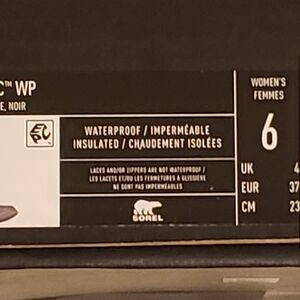 C™ WP
E, NOIR
WATERPROOF / IMPERMÉABLE
INSULATED / CHAUDEMENT ISOLÉES
LACES AND/OR ZIPPERS ARE NOT WATERPROOF /
LES LACETS ET/OU LES FERMETURES À GLISSIÈRE
NE SONT PAS IMPERMÉABLES
SOREL
WOMEN'S
FEMMES
6
UK 4
EUR 37
CM 23